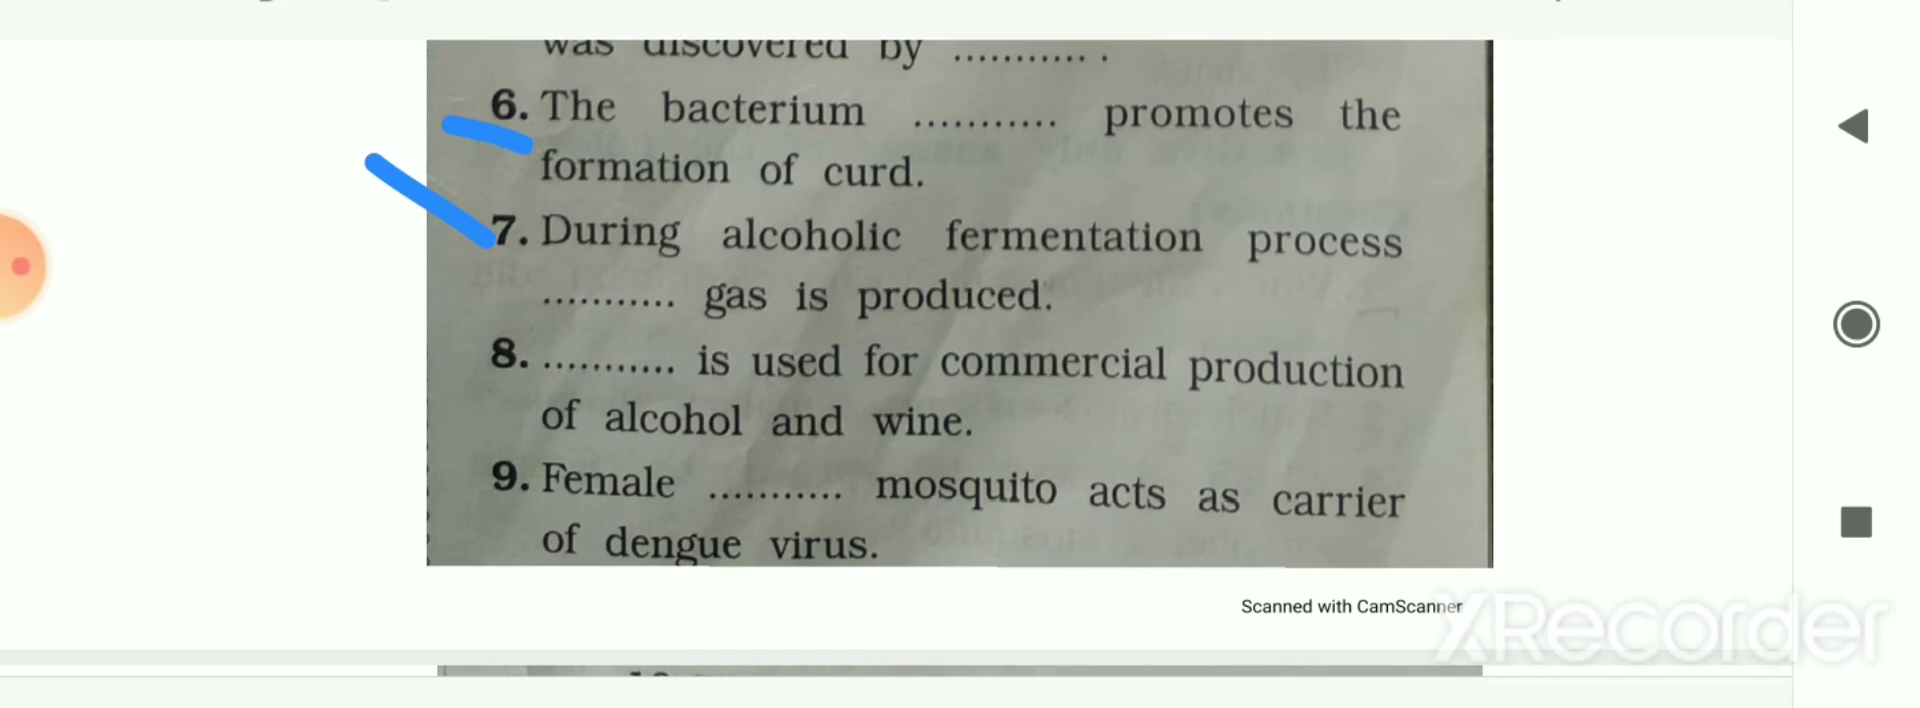 was discovered by ............
6. The bacterium ........... promotes the
formation of curd.
7. During alcoholic fermentation process
........... gas is produced.
8. ........... is used for commercial production
of alcohol and wine.
9. Female ........... mosquito acts as carrier
of dengue virus.
Scanned with CamScanner
XRecorder